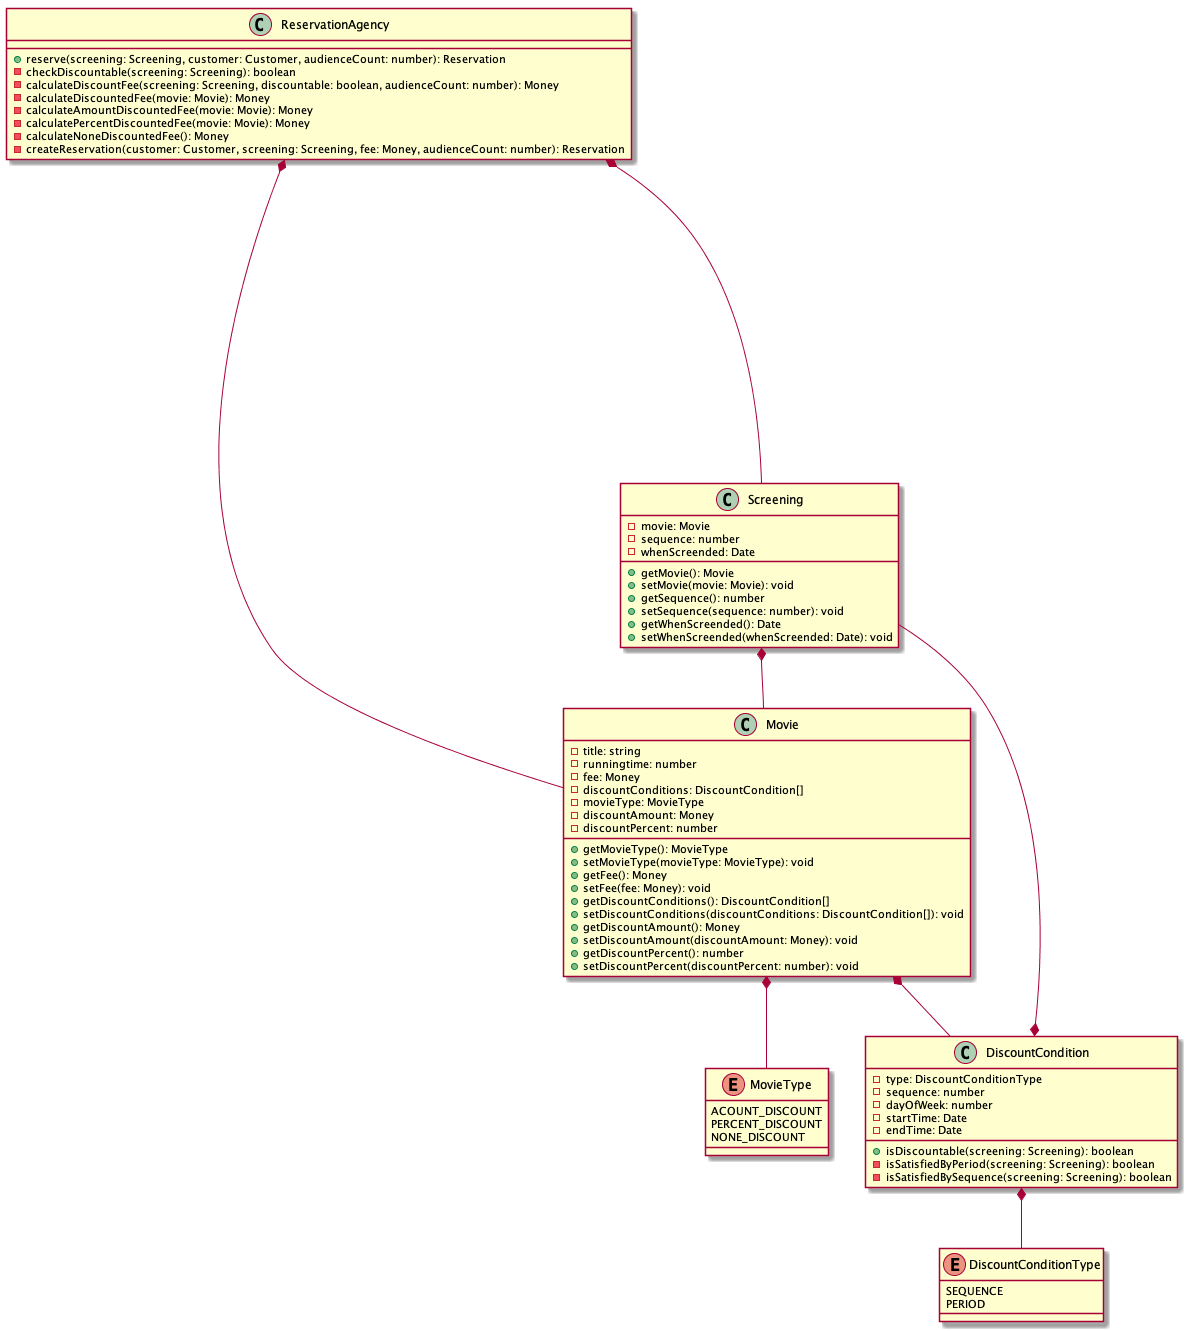 C ReservationAgency
reserve(screening: Screening, customer: Customer, audienceCount: number): Reservation
checkDiscountable(screening: Screening): boolean
calculateDiscountFee(screening: Screening, discountable: boolean, audienceCount: number): Money
calculateDiscountedFee(movie: Movie): Money
calculateAmountDiscountedFee(movie: Movie): Money
calculatePercentDiscountedFee(movie: Movie): Money
calculateNoneDiscountedFee(): Money
createReservation(customer: Customer, screening: Screening, fee: Money, audienceCount: number): Reservation
C Screening
movie: Movie
sequence: number
whenScreended: Date
getMovie(): Movie
setMovie(movie: Movie): void
getSequence(): number
setSequence(sequence: number): void
getWhenScreended(): Date
setWhenScreended(whenScreended: Date): void
C Movie
title: string
runningtime: number
fee: Money
discountConditions: DiscountCondition[]
movieType: MovieType
discountAmount: Money
discountPercent: number
getMovieType(): MovieType
setMovieType(movieType: MovieType): void
getFee(): Money
setFee(fee: Money): void
getDiscountConditions(): DiscountCondition[]
setDiscountConditions(discountConditions: DiscountCondition[]): void
getDiscountAmount(): Money
setDiscountAmount(discountAmount: Money): void
getDiscountPercent(): number
setDiscountPercent(discountPercent: number): void
E MovieType
ACOUNT_DISCOUNT
PERCENT_DISCOUNT
NONE_DISCOUNT
C DiscountCondition
type: DiscountConditionType
sequence: number
dayOfWeek: number
startTime: Date
endTime: Date
isDiscountable(screening: Screening): boolean
isSatisfiedByPeriod(screening: Screening): boolean
isSatisfiedBySequence(screening: Screening): boolean
E DiscountConditionType
SEQUENCE
PERIOD